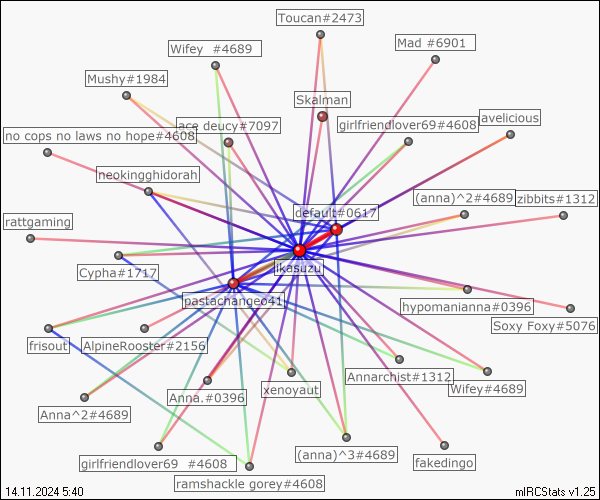 Toucan#2473
Wifey  #4689
Mad #6901
Mushy#1984
Skalman
ace deucy#7097
girlfriendlover69#4608
avelicious
no cops no laws no hope#4608
neokingghidorah
default#0617
(anna)^2#4689
zibbits#1312
rattgaming
Cypha#1717
ikasuzu
pastachangeo41
hypomanianna#0396
Soxy Foxy#5076
frisout
AlpineRooster#2156
Annarchist#1312
Anna.#0396
xenoyaut
Wifey#4689
Anna^2#4689
girlfriendlover69  #4608
(anna)^3#4689
fakedingo
ramshackle gorey#4608
14.11.2024 5:40
mIRCStats v1.25